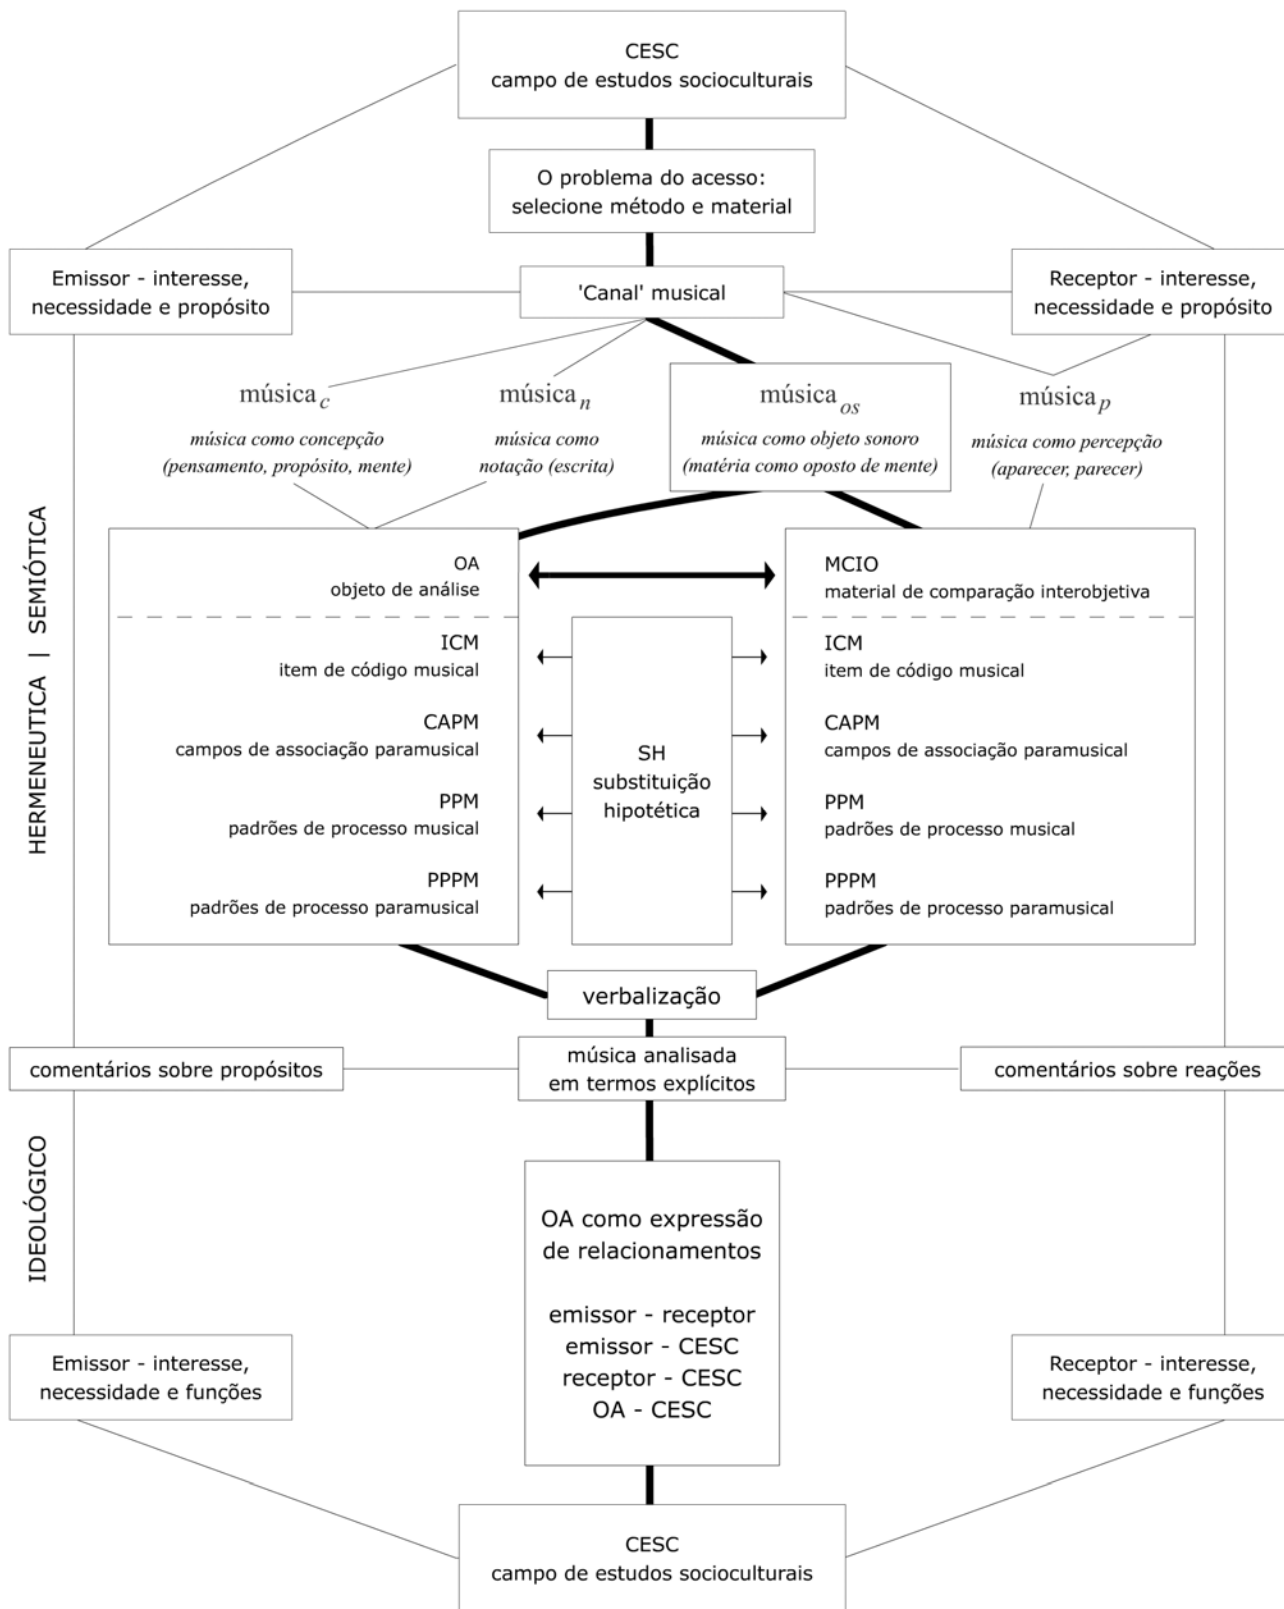 CESC
campo de estudos socioculturais
O problema do acesso:
selecione método e material
Emissor - interesse,
necessidade e propósito
'Canal' musical
Receptor - interesse,
necessidade e propósito
música c
música como concepção
(pensamento, propósito, mente)
música n
música como
notação (escrita)
música os
música como objeto sonoro
(matéria como oposto de mente)
música p
música como percepção
(aparecer, parecer)
HERMENEUTICA | SEMIÓTICA
OA
objeto de análise
ICM
item de código musical
CAPM
campos de associação paramusical
PPM
padrões de processo musical
PPPM
padrões de processo paramusical
SH
substituição
hipotética
MCIO
material de comparação interobjetiva
ICM
item de código musical
CAPM
campos de associação paramusical
PPM
padrões de processo musical
PPPM
padrões de processo paramusical
verbalização
comentários sobre propósitos
música analisada
em termos explícitos
comentários sobre reações
IDEOLÓGICO
OA como expressão
de relacionamentos
emissor - receptor
emissor - CESC
receptor - CESC
OA - CESC
Emissor - interesse,
necessidade e funções
Receptor - interesse,
necessidade e funções
CESC
campo de estudos socioculturais